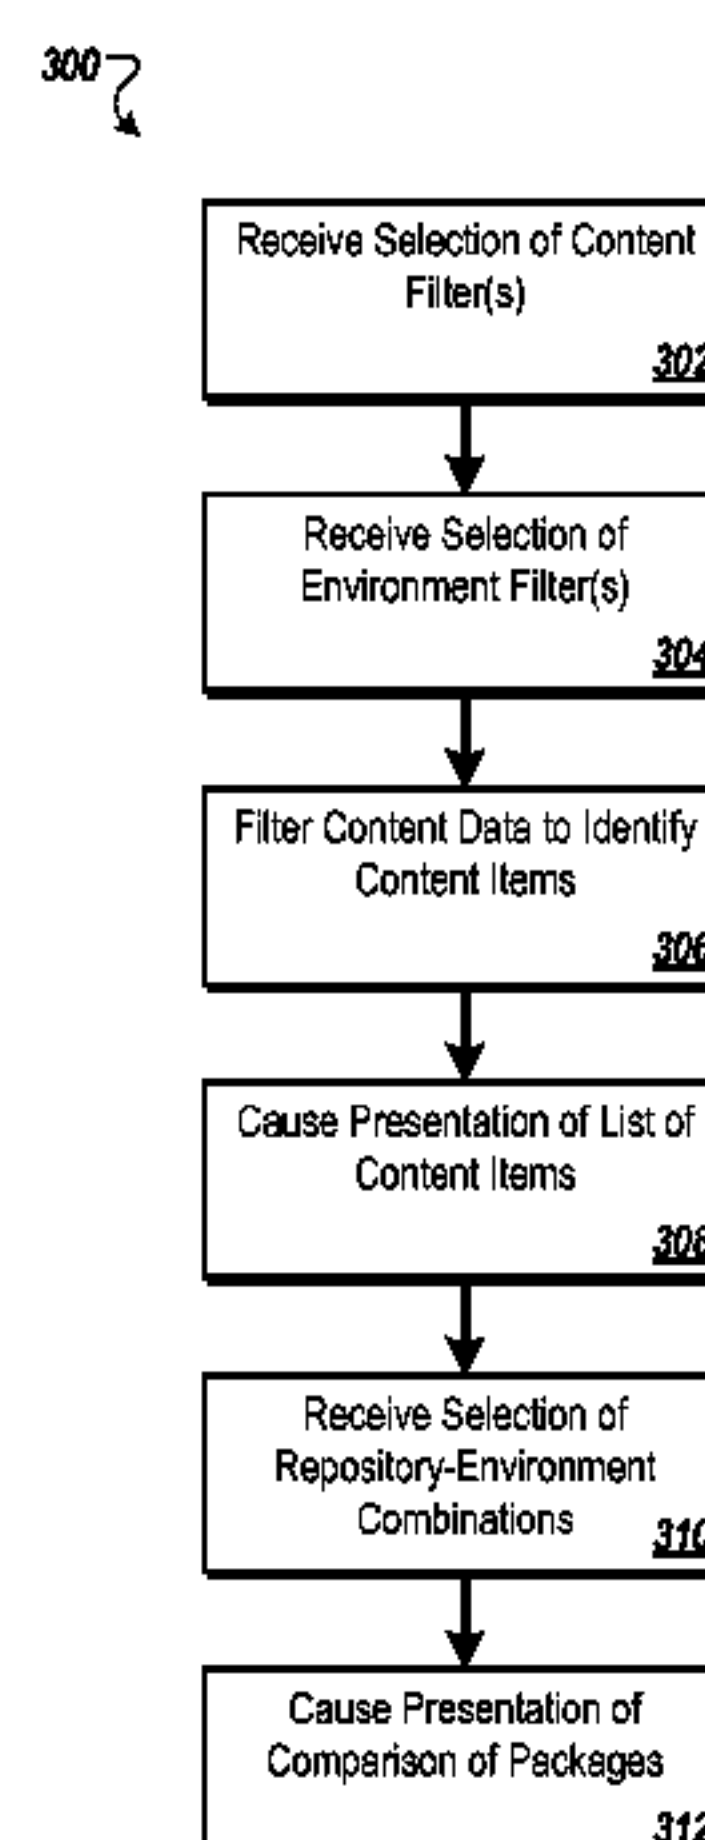 300
Receive Selection of Content
Filter(s)
302
Receive Selection of
Environment Filter(s)
304
Filter Content Data to Identify
Content Items
306
Cause Presentation of List of
Content Items
308
Receive Selection of
Repository-Environment
Combinations
310
Cause Presentation of
Comparison of Packages
312